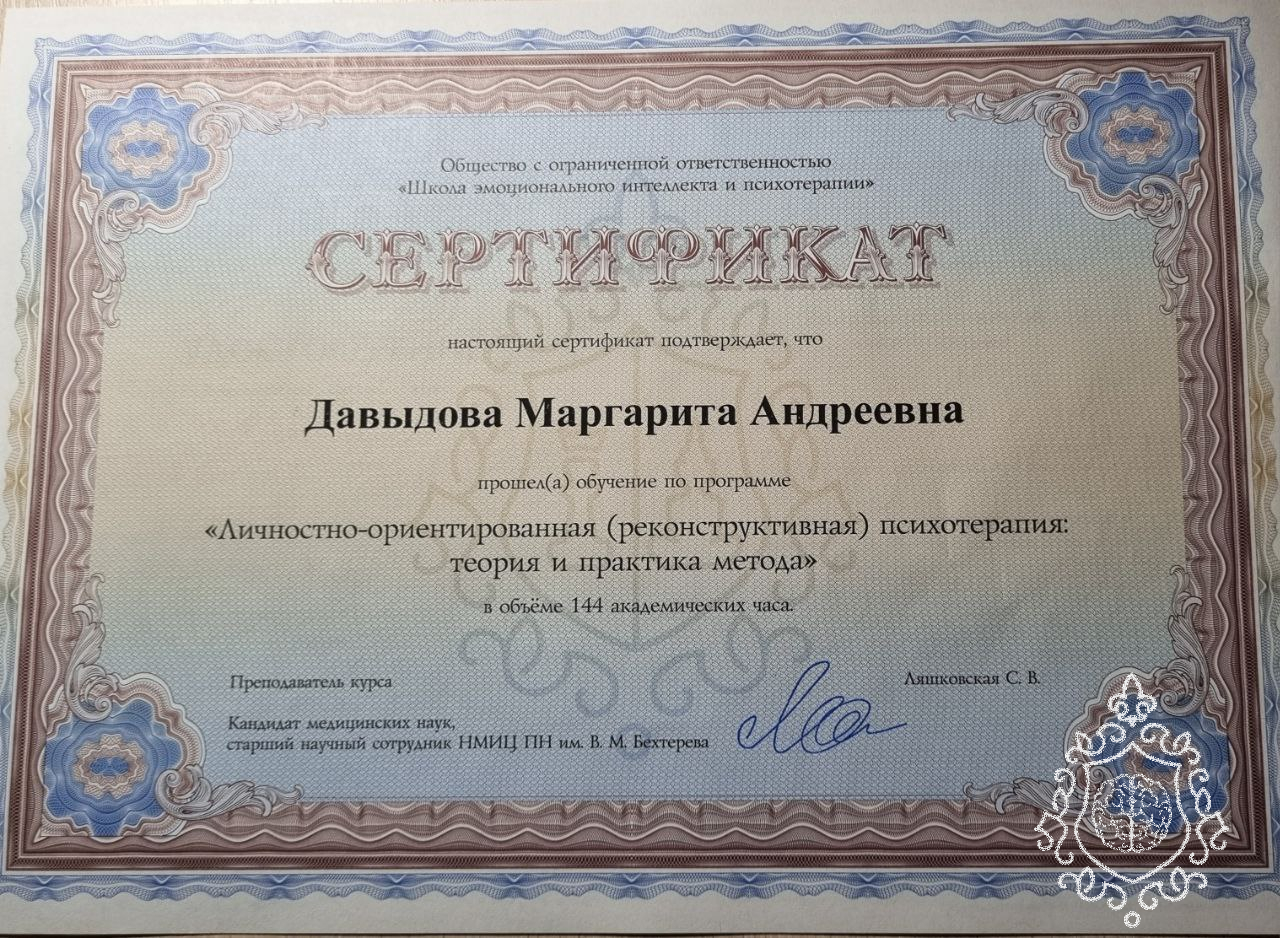 Общество с ограниченной ответственностью
«Школа эмоционального интеллекта и психотерапии»
СЕРТИФИКАТ
настоящий сертификат подтверждает, что
Давыдова Маргарита Андреевна
прошел(а) обучение по программе
«Личностно-ориентированная (реконструктивная) психотерапия:
теория и практика метода»
в объёме 144 академических часа.
Преподаватель курса
Ляшковская С. В.
Кандидат медицинских наук,
старший научный сотрудник НМИЦ ПН им. В. М. Бехтерева